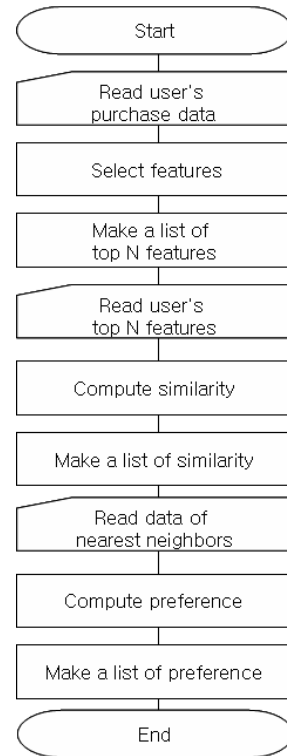 Start
Read user's
purchase data
Select features
Make a list of
top N features
Read user's
top N features
Compute similarity
Make a list of similarity
Read data of
nearest neighbors
Compute preference
Make a list of preference
End